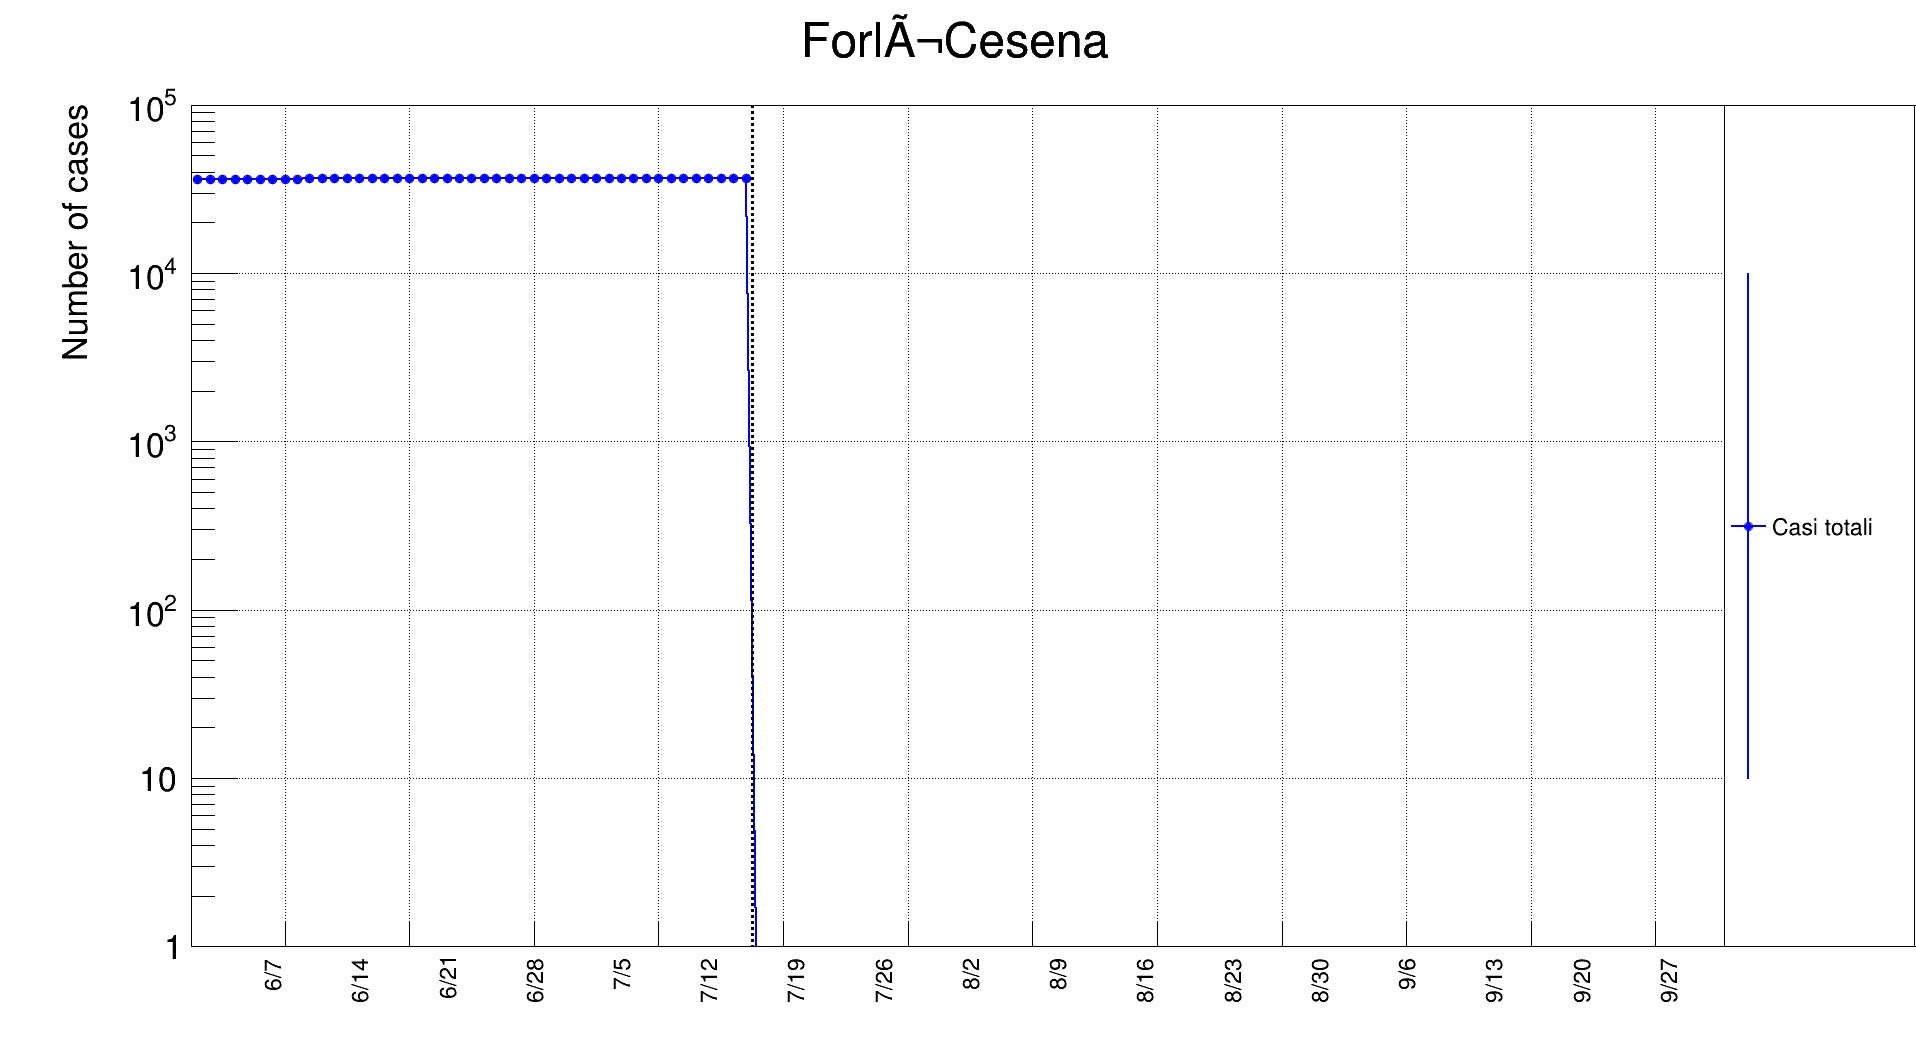 ForlÃ¬Cesena
Number of cases
10^5
10^4
10^3
10^2
10
1
6/7 6/14 6/21 6/28 7/5 7/12 7/19 7/26 8/2 8/9 8/16 8/23 8/30 9/6 9/13 9/20 9/27
Casi totali